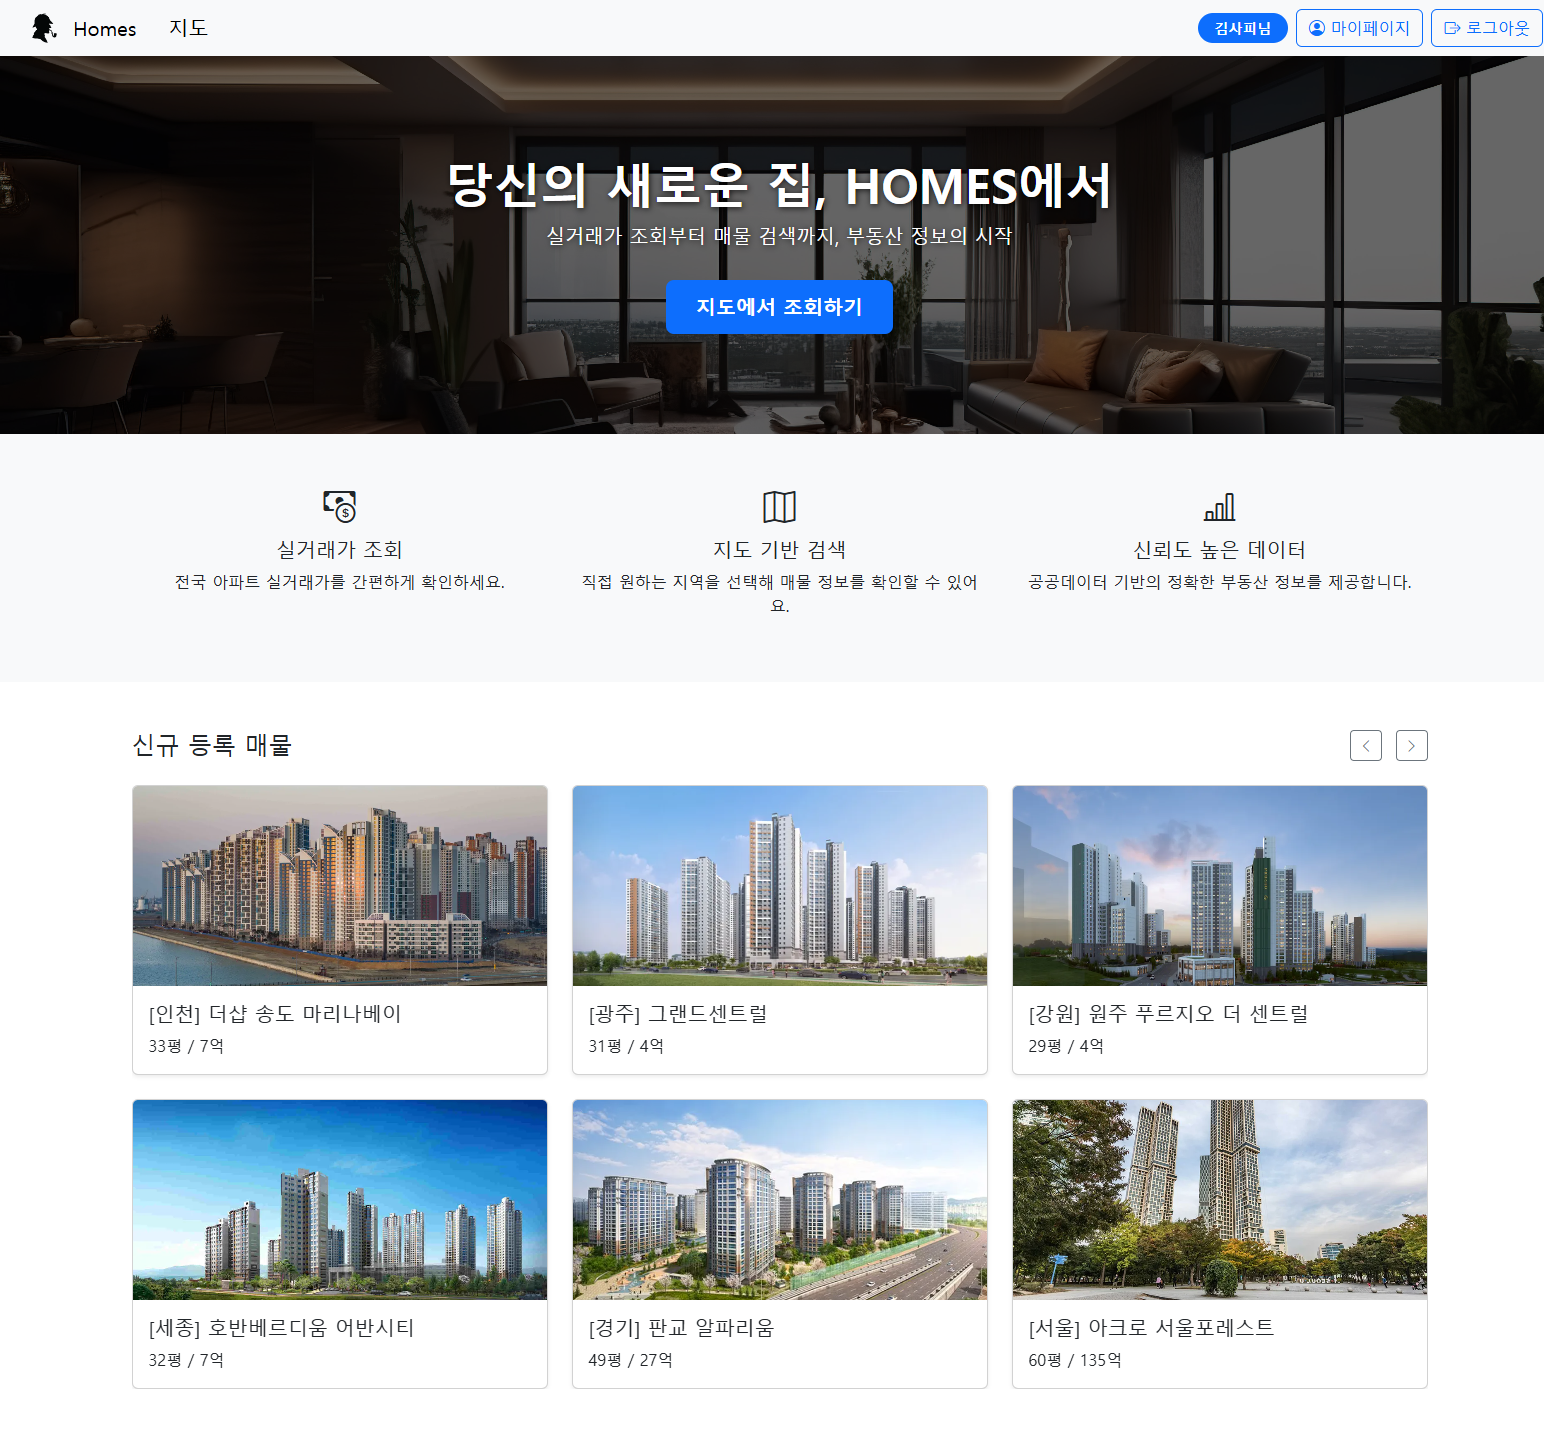 Homes 지도 김사피님 마이페이지 로그아웃
당신의 새로운 집, HOMES에서
실거래가 조회부터 매물 검색까지, 부동산 정보의 시작
지도에서 조회하기
실거래가 조회
전국 아파트 실거래가를 간편하게 확인하세요.
지도 기반 검색
직접 원하는 지역을 선택해 매물 정보를 확인할 수 있어
요.
신뢰도 높은 데이터
공공데이터 기반의 정확한 부동산 정보를 제공합니다.
신규 등록 매물
[인천] 더샵 송도 마리나베이
33평 / 7억
[광주] 그랜드센트럴
31평 / 4억
[강원] 원주 푸르지오 더 센트럴
29평 / 4억
[세종] 호반베르디움 어반시티
32평 / 7억
[경기] 판교 알파리움
49평 / 27억
[서울] 아크로 서울포레스트
60평 / 135억